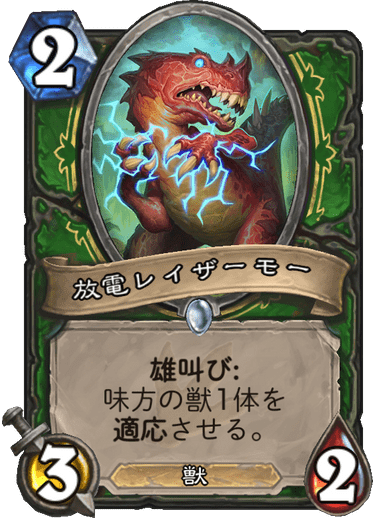 2
放電レイザーモー
雄叫び:
味方の獣1体を
適応させる。
3
獣
2